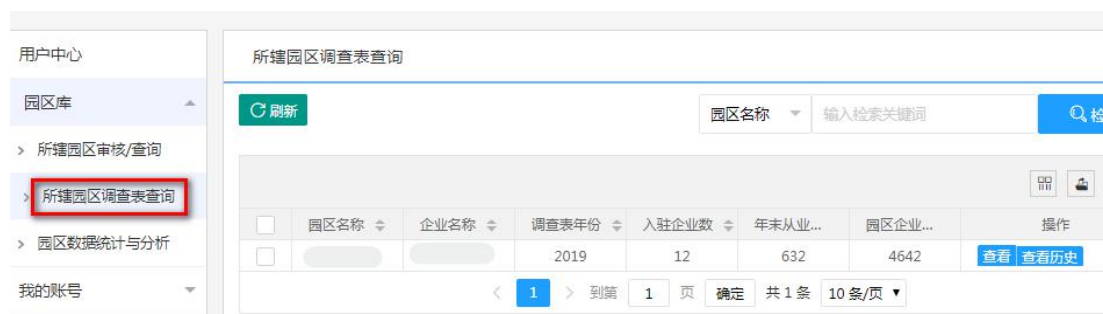 用户中心
园区库
所辖园区审核/查询
所辖园区调查表查询
园区数据统计与分析
我的账号
所辖园区调查表查询
刷新
园区名称 输入检索关键词 检
园区名称 企业名称 调查表年份 入驻企业数 年末从业... 园区企业... 操作
2019 12 632 4642 查看 查看历史
< 1 > 到第 1 页 确定 共 1 条 10 条/页